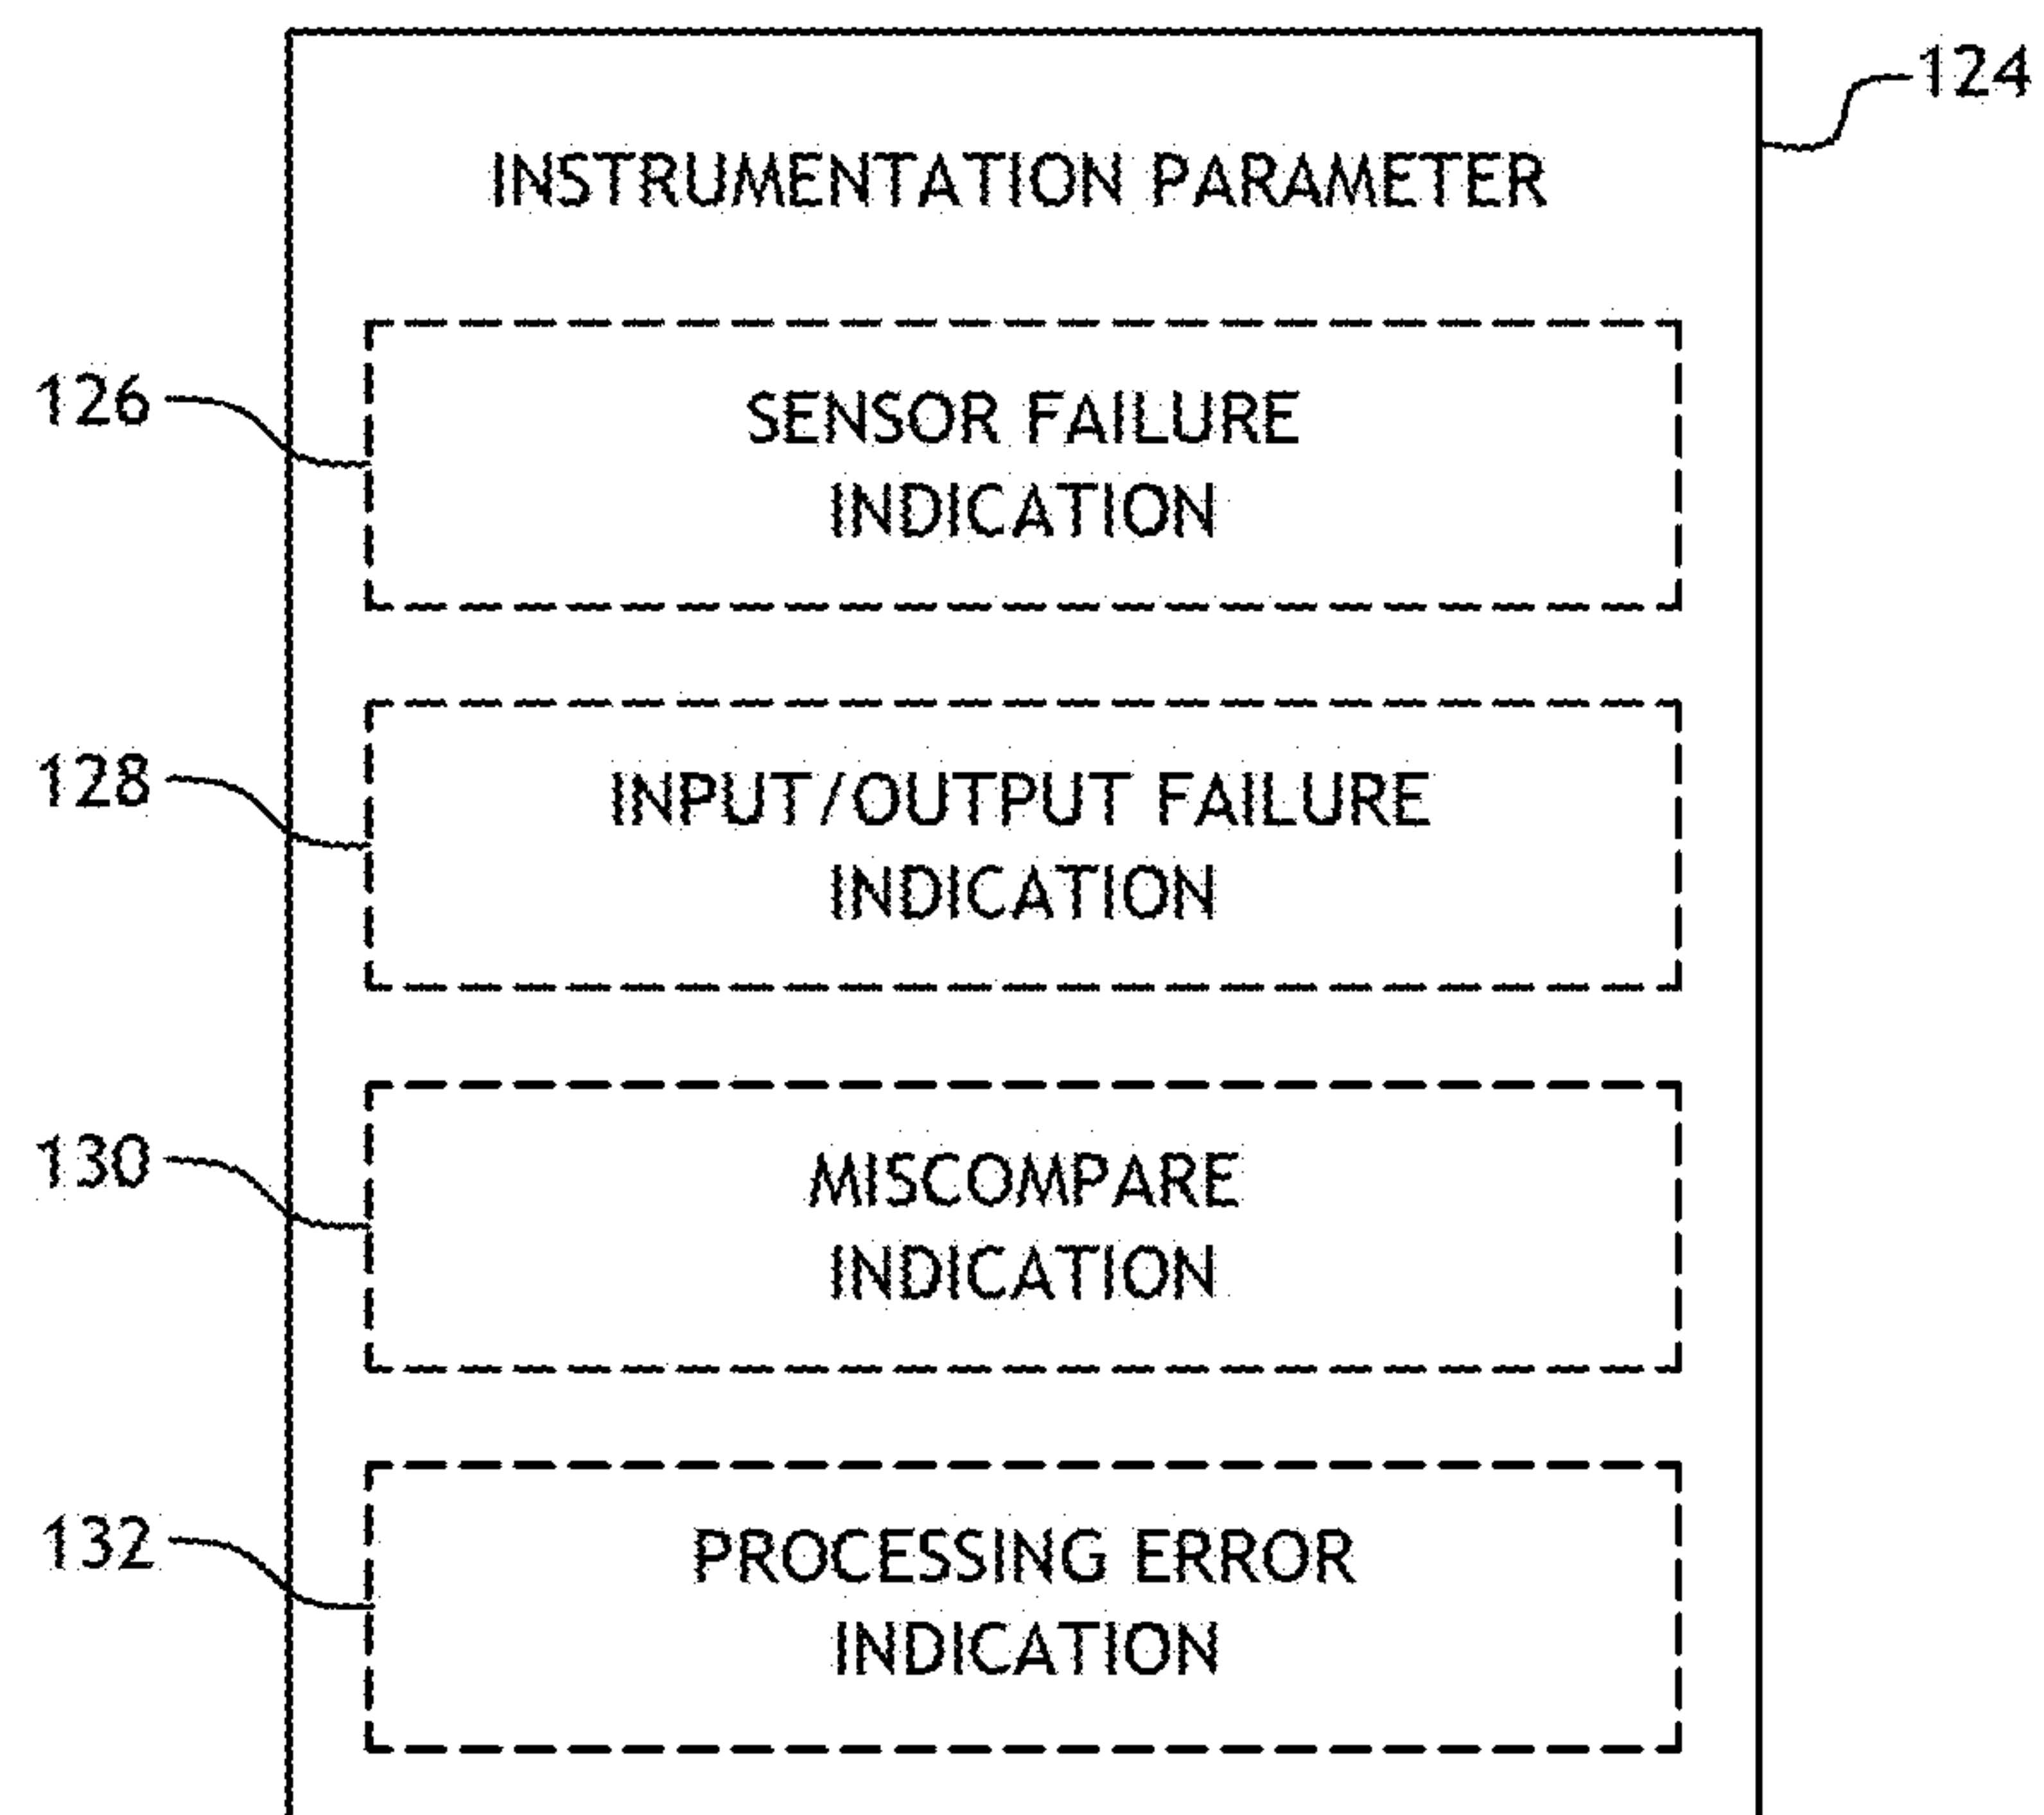 124
INSTRUMENTATION PARAMETER
126
SENSOR FAILURE
INDICATION
128
INPUT/OUTPUT FAILURE
INDICATION
130
MISCOMPARE
INDICATION
132
PROCESSING ERROR
INDICATION